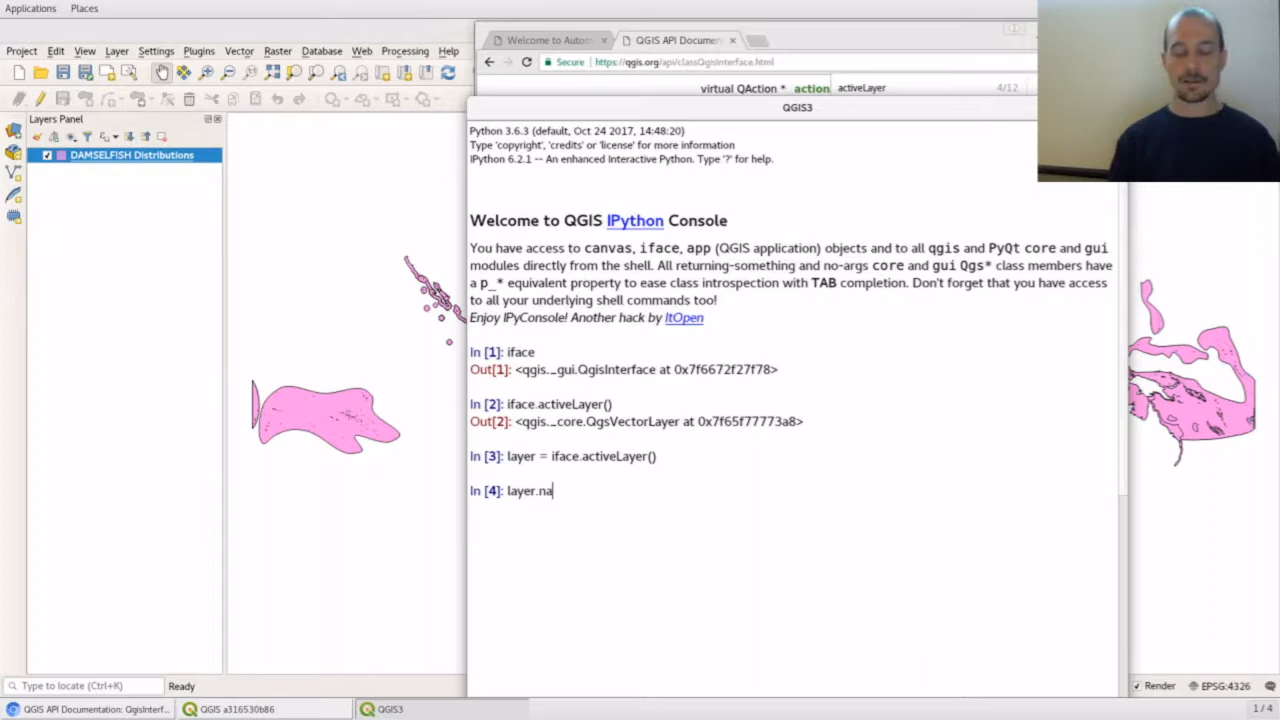 Applications Places
Project Edit View Layer Settings Plugins Vector Raster Database Web Processing Help
Welcome to Autom
QGIS API Documen
Secure https://qgis.org/api/classQgisInterface.html
virtual QAction * action
activeLayer 4/12
Layers Panel
DAMSELFISH Distributions
QGIS3
Python 3.6.3 (default, Oct 24 2017, 14:48:20)
Type 'copyright', 'credits' or 'license' for more information
IPython 6.2.1 -- An enhanced Interactive Python. Type '?' for help.
Welcome to QGIS IPython Console
You have access to canvas, iface, app (QGIS application) objects and to all qgis and PyQt core and gui
modules directly from the shell. All returning-something and no-args core and gui Qgs* class members have
a p_* equivalent property to ease class introspection with TAB completion. Don't forget that you have access
to all your underlying shell commands too!
Enjoy IPyConsole! Another hack by ItOpen
In [1]: iface
Out[1]: <qgis._gui.QgisInterface at 0x7f6672f27f78>
In [2]: iface.activeLayer()
Out[2]: <qgis._core.QgsVectorLayer at 0x7f65f77773a8>
In [3]: layer = iface.activeLayer()
In [4]: layer.na
Type to locate (Ctrl+K) Ready
Render EPSG:4326
QGIS API Documentation: QgisInterf... QGIS a316530b86 QGIS3 1 / 4